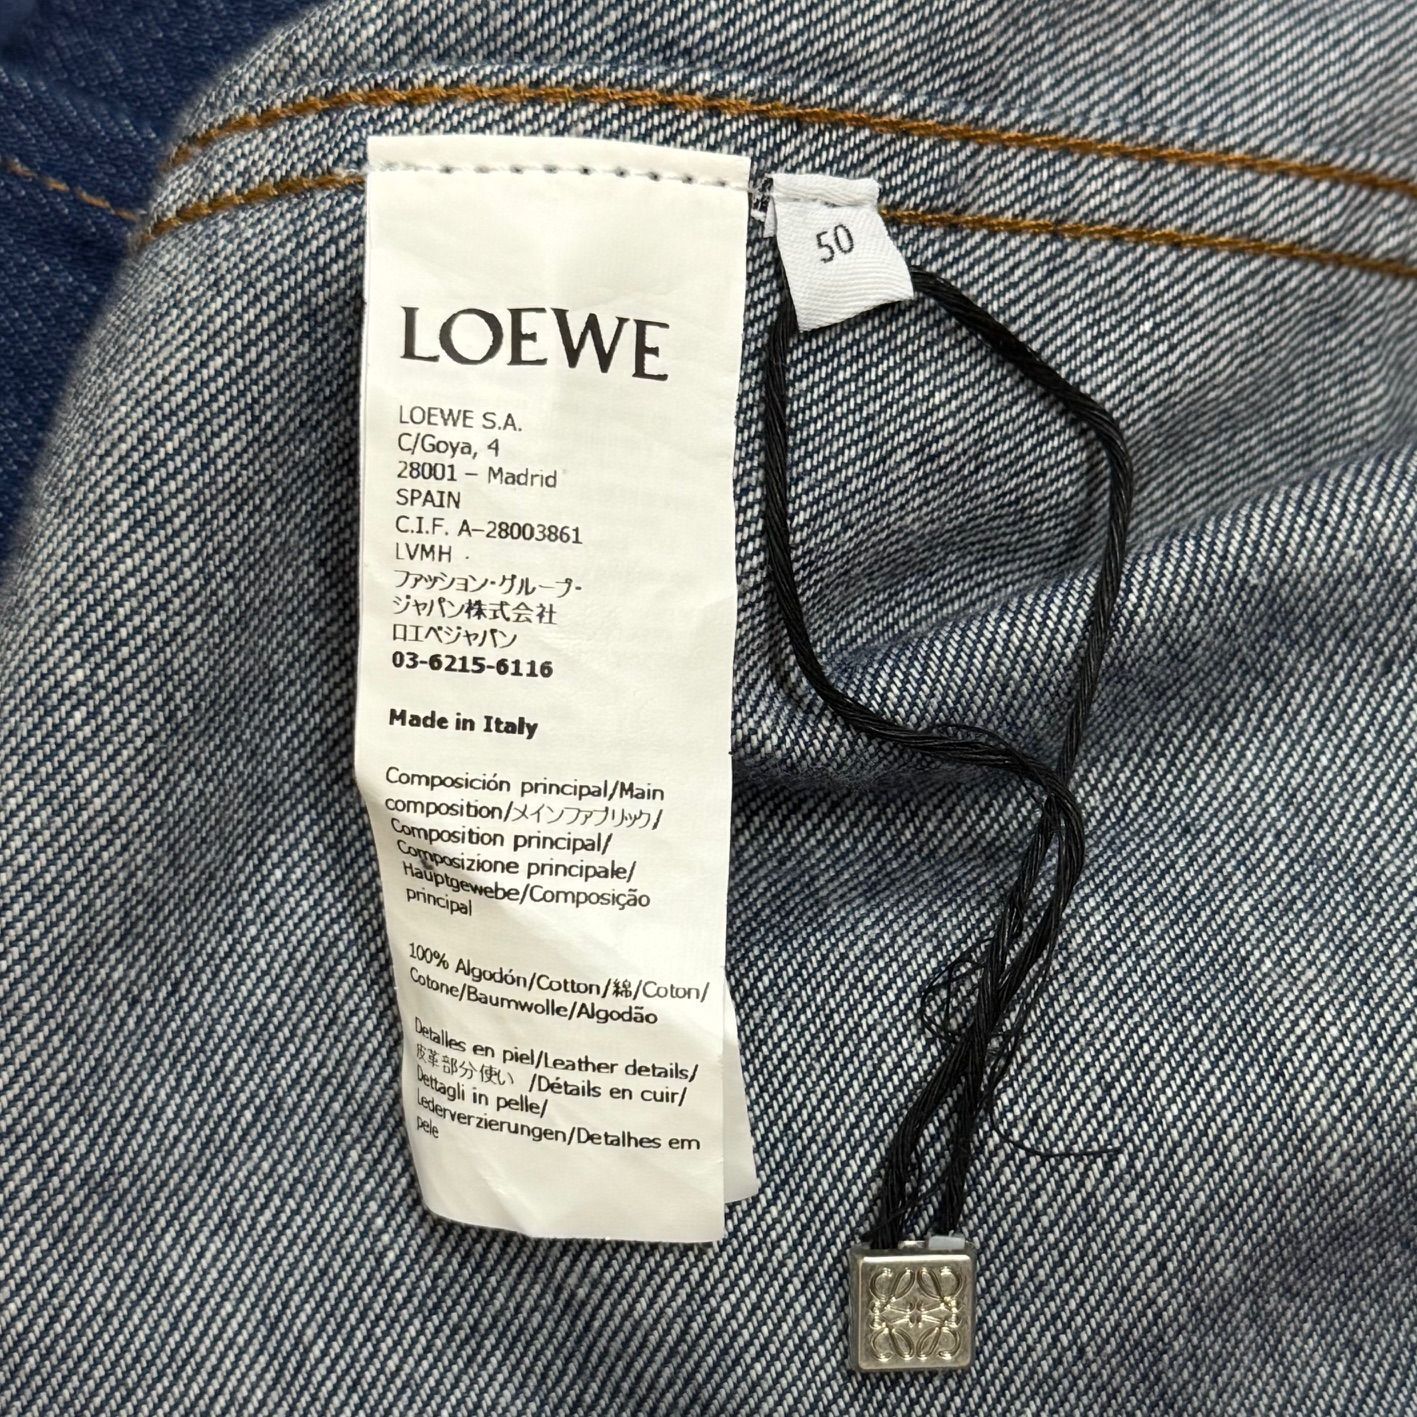 LOEWE
50
LOEWE S.A.
C/Goya, 4
28001 – Madrid
SPAIN
C.I.F. A-28003861
LVMH
ファッション・グループ・
ジャパン株式会社
ロエベジャパン
03-6215-6116
Made in Italy
Composición principal/Main
composition/メインファブリック/
Composition principal/
Composizione principale/
Hauptgewebe/Composição
principal
100% Algodón/Cotton/綿/Coton/
Cotone/Baumwolle/Algodão
Detalles en piel/Leather details/
皮革部分使い /Détails en cuir/
Dettagli in pelle/
Lederverzierungen/Detalhes em
pele